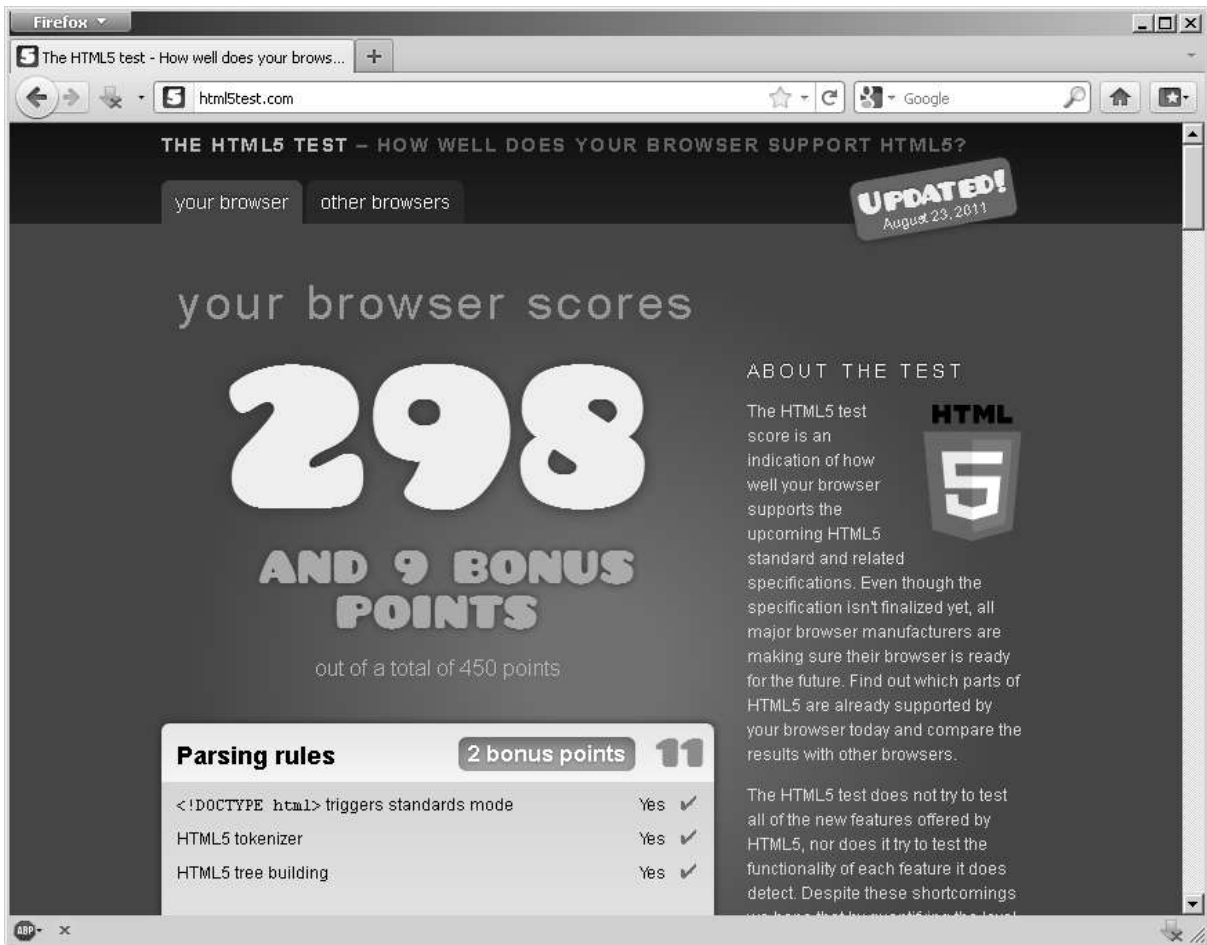 Firefox
The HTML5 test - How well does your brows...
html5test.com
Google
THE HTML5 TEST – HOW WELL DOES YOUR BROWSER SUPPORT HTML5?
your browser
other browsers
UPDATED!
August 23, 2011
your browser scores
298
AND 9 BONUS
POINTS
out of a total of 450 points
Parsing rules
2 bonus points
11
<!DOCTYPE html> triggers standards mode
Yes ✔
HTML5 tokenizer
Yes ✔
HTML5 tree building
Yes ✔
ABOUT THE TEST
HTML
5
The HTML5 test
score is an
indication of how
well your browser
supports the
upcoming HTML5
standard and related
specifications. Even though the
specification isn't finalized yet, all
major browser manufacturers are
making sure their browser is ready
for the future. Find out which parts of
HTML5 are already supported by
your browser today and compare the
results with other browsers.
The HTML5 test does not try to test
all of the new features offered by
HTML5, nor does it try to test the
functionality of each feature it does
detect. Despite these shortcomings
ABP